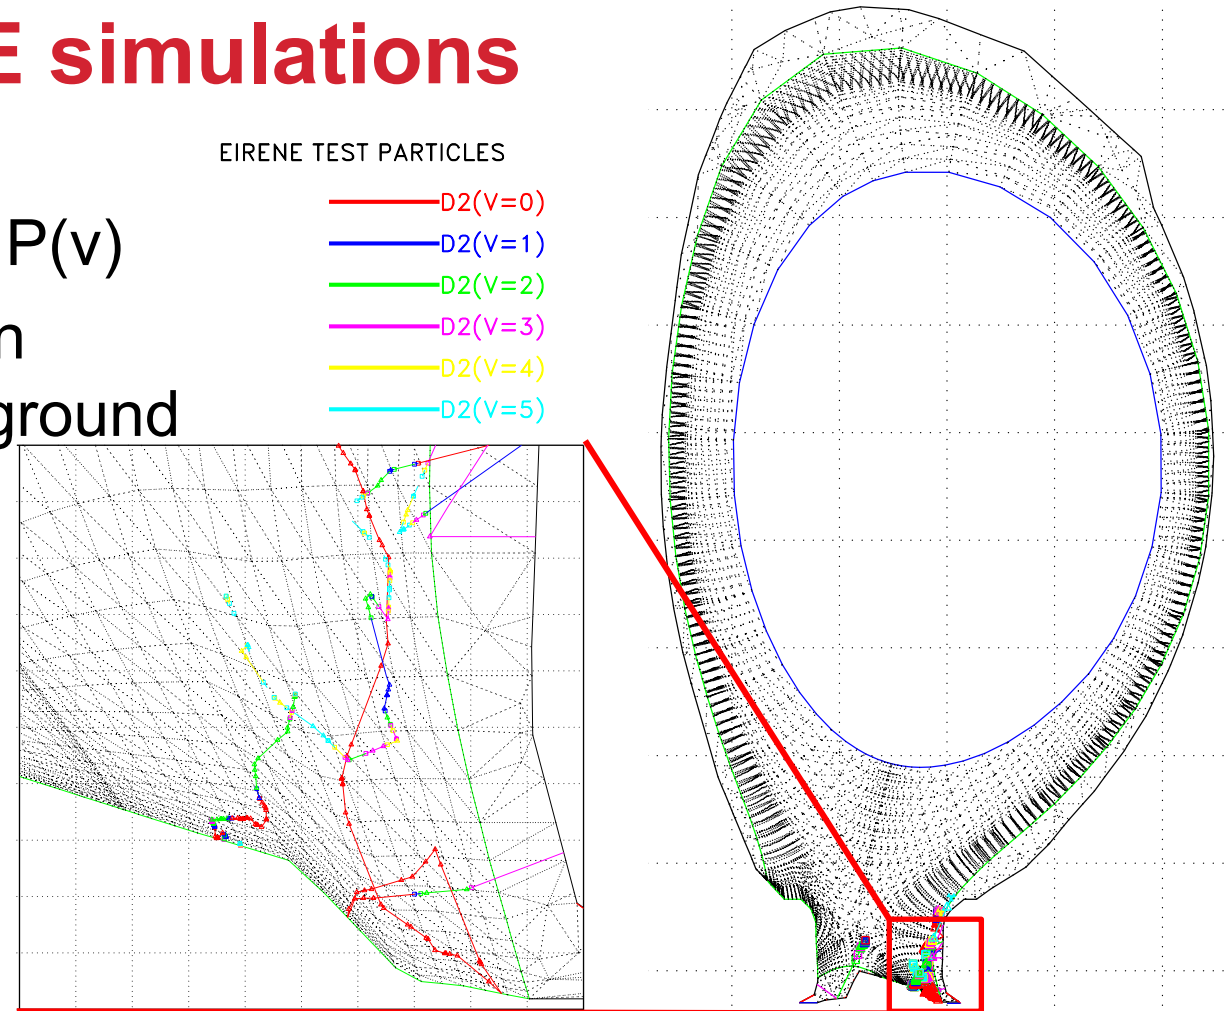 E simulations
EIRENE TEST PARTICLES
D2(V=0)
P(v)
D2(V=1)
D2(V=2)
D2(V=3)
D2(V=4)
D2(V=5)
ground